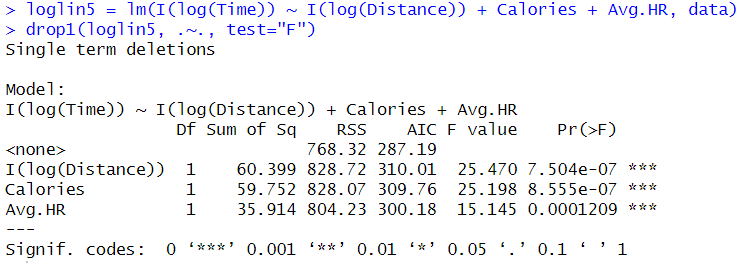 > loglin5 = lm(I(log(Time)) ~ I(log(Distance)) + Calories + Avg.HR, data)
> drop1(loglin5, .~., test="F")
Single term deletions
Model:
I(log(Time)) ~ I(log(Distance)) + Calories + Avg.HR
Df Sum of Sq RSS AIC F value Pr(>F)
<none> 768.32 287.19
I(log(Distance)) 1 60.399 828.72 310.01 25.470 7.504e-07 ***
Calories 1 59.752 828.07 309.76 25.198 8.555e-07 ***
Avg.HR 1 35.914 804.23 300.18 15.145 0.0001209 ***
---
Signif. codes: 0 ‘***’ 0.001 ‘**’ 0.01 ‘*’ 0.05 ‘.’ 0.1 ‘ ’ 1